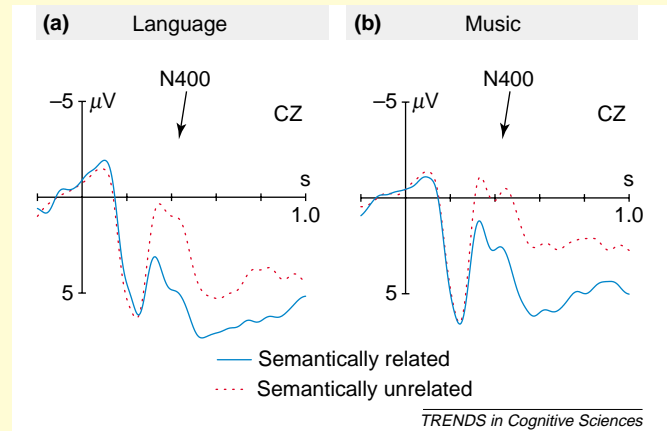 (a) Language
(b) Music
N400
N400
–5 μV
CZ
–5 μV
CZ
s
s
1.0
1.0
5
5
Semantically related
Semantically unrelated
TRENDS in Cognitive Sciences